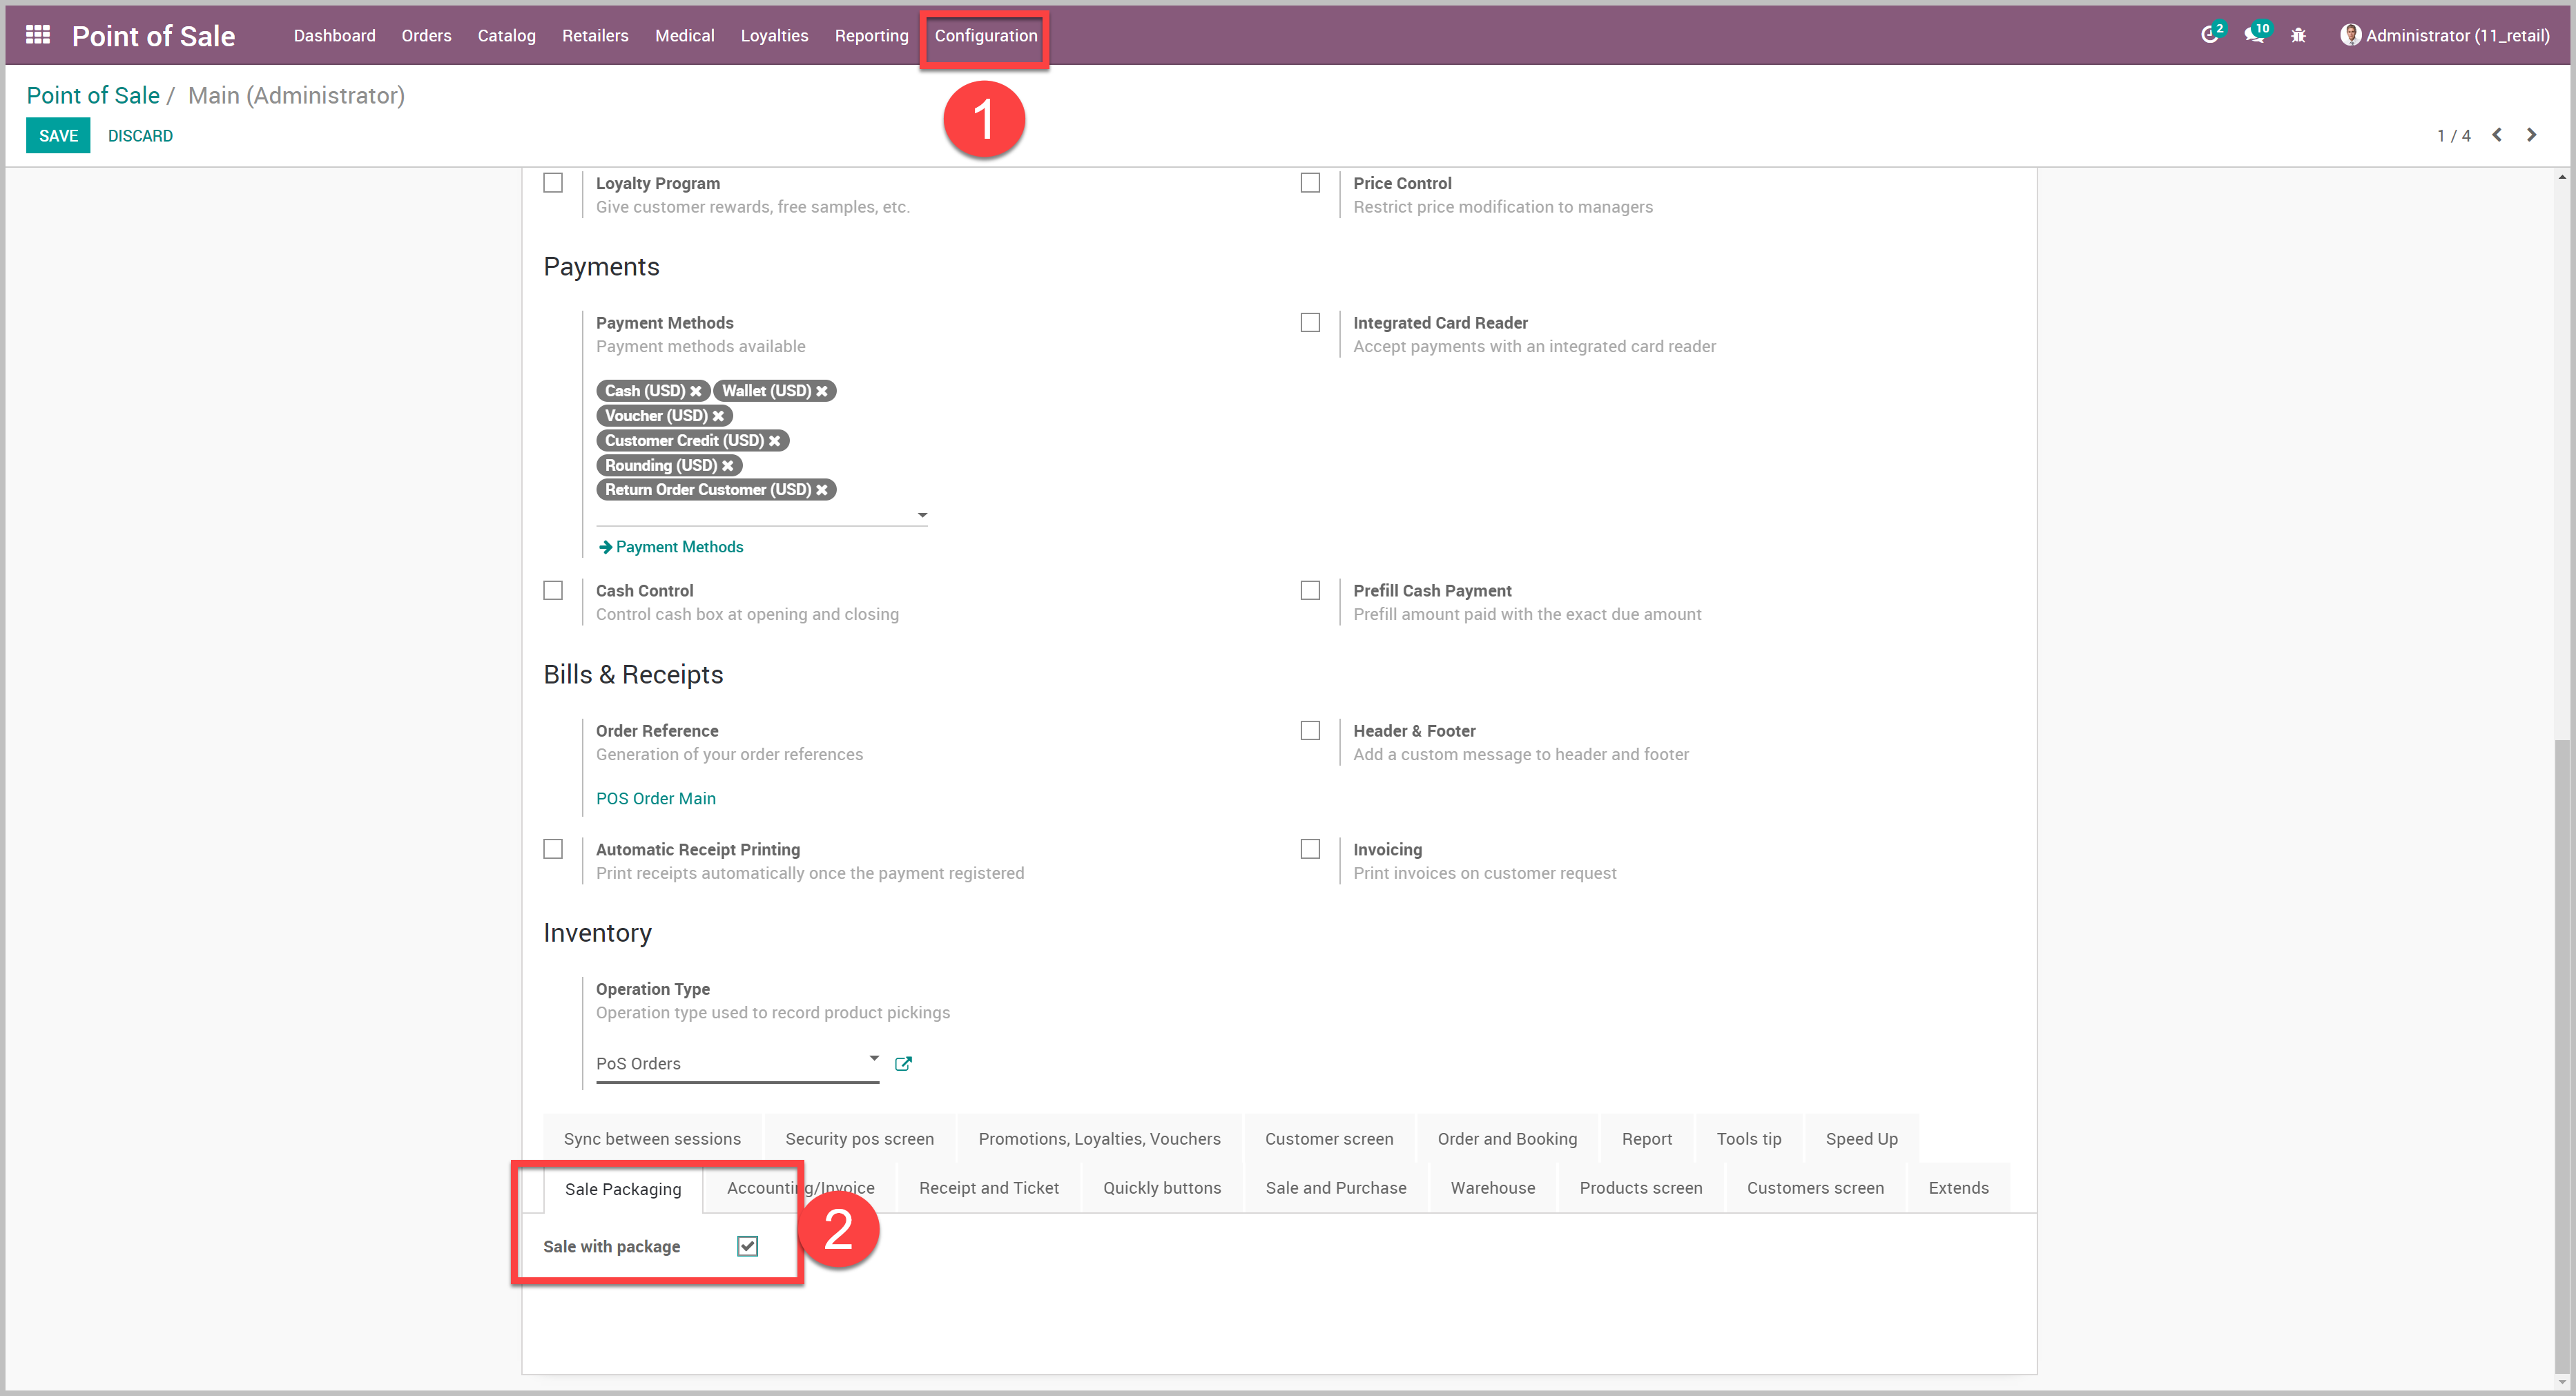 Point of Sale Dashboard Orders Catalog Retailers Medical Loyalties Reporting Configuration 2 10 Administrator (11_retail)
1
Point of Sale / Main (Administrator)
SAVE DISCARD 1 / 4
Loyalty Program
Give customer rewards, free samples, etc.
Price Control
Restrict price modification to managers
Payments
Payment Methods
Payment methods available
Integrated Card Reader
Accept payments with an integrated card reader
Cash (USD) Wallet (USD)
Voucher (USD)
Customer Credit (USD)
Rounding (USD)
Return Order Customer (USD)
Payment Methods
Cash Control
Control cash box at opening and closing
Prefill Cash Payment
Prefill amount paid with the exact due amount
Bills & Receipts
Order Reference
Generation of your order references
POS Order Main
Header & Footer
Add a custom message to header and footer
Automatic Receipt Printing
Print receipts automatically once the payment registered
Invoicing
Print invoices on customer request
Inventory
Operation Type
Operation type used to record product pickings
PoS Orders
Sync between sessions Security pos screen Promotions, Loyalties, Vouchers Customer screen Order and Booking Report Tools tip Speed Up
Sale Packaging Accounting/Invoice Receipt and Ticket Quickly buttons Sale and Purchase Warehouse Products screen Customers screen Extends
Sale with package
2